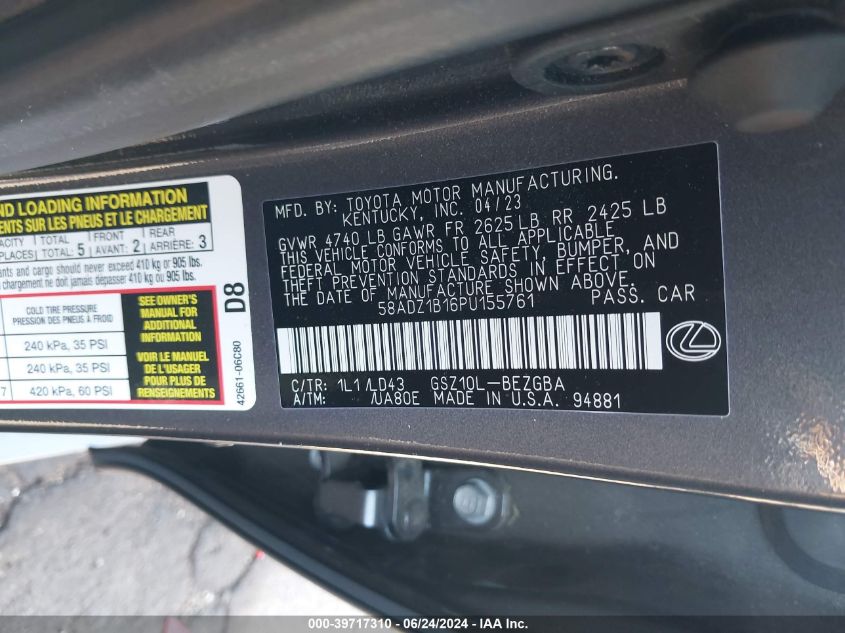 ND LOADING INFORMATION
ENTS SUR LES PNEUS ET LE CHARGEMENT
ACITY TOTAL FRONT REAR
PLACES TOTAL: 5 AVANT: 2 ARRIÈRE: 3
ants and cargo should never exceed 410 kg or 905 lbs.
rgement ne doit jamais dépasser 410 kg ou 905 lbs.
COLD TIRE PRESSURE
PRESSION DES PNEUS À FROID
240 kPa, 35 PSI
240 kPa, 35 PSI
7 420 kPa, 60 PSI
SEE OWNER'S
MANUAL FOR
ADDITIONAL
INFORMATION
VOIR LE MANUEL
DE L'USAGER
POUR PLUS DE
RENSEIGNEMENTS
D8
42661-06C80
MFD. BY: TOYOTA MOTOR MANUFACTURING.
KENTUCKY, INC. 04/23
GVWR 4740 LB GAWR FR 2625 LB RR 2425 LB
THIS VEHICLE CONFORMS TO ALL APPLICABLE
FEDERAL MOTOR VEHICLE SAFETY, BUMPER, AND
THEFT PREVENTION STANDARDS IN EFFECT ON
THE DATE OF MANUFACTURE SHOWN ABOVE.
58ADZ1B16PU155761 PASS. CAR
C/TR: 1L1/LD43 GSZ10L-BEZGBA
A/TM: /UA80E MADE IN U.S.A. 94881
000-39717310 - 06/24/2024 - IAAI.com